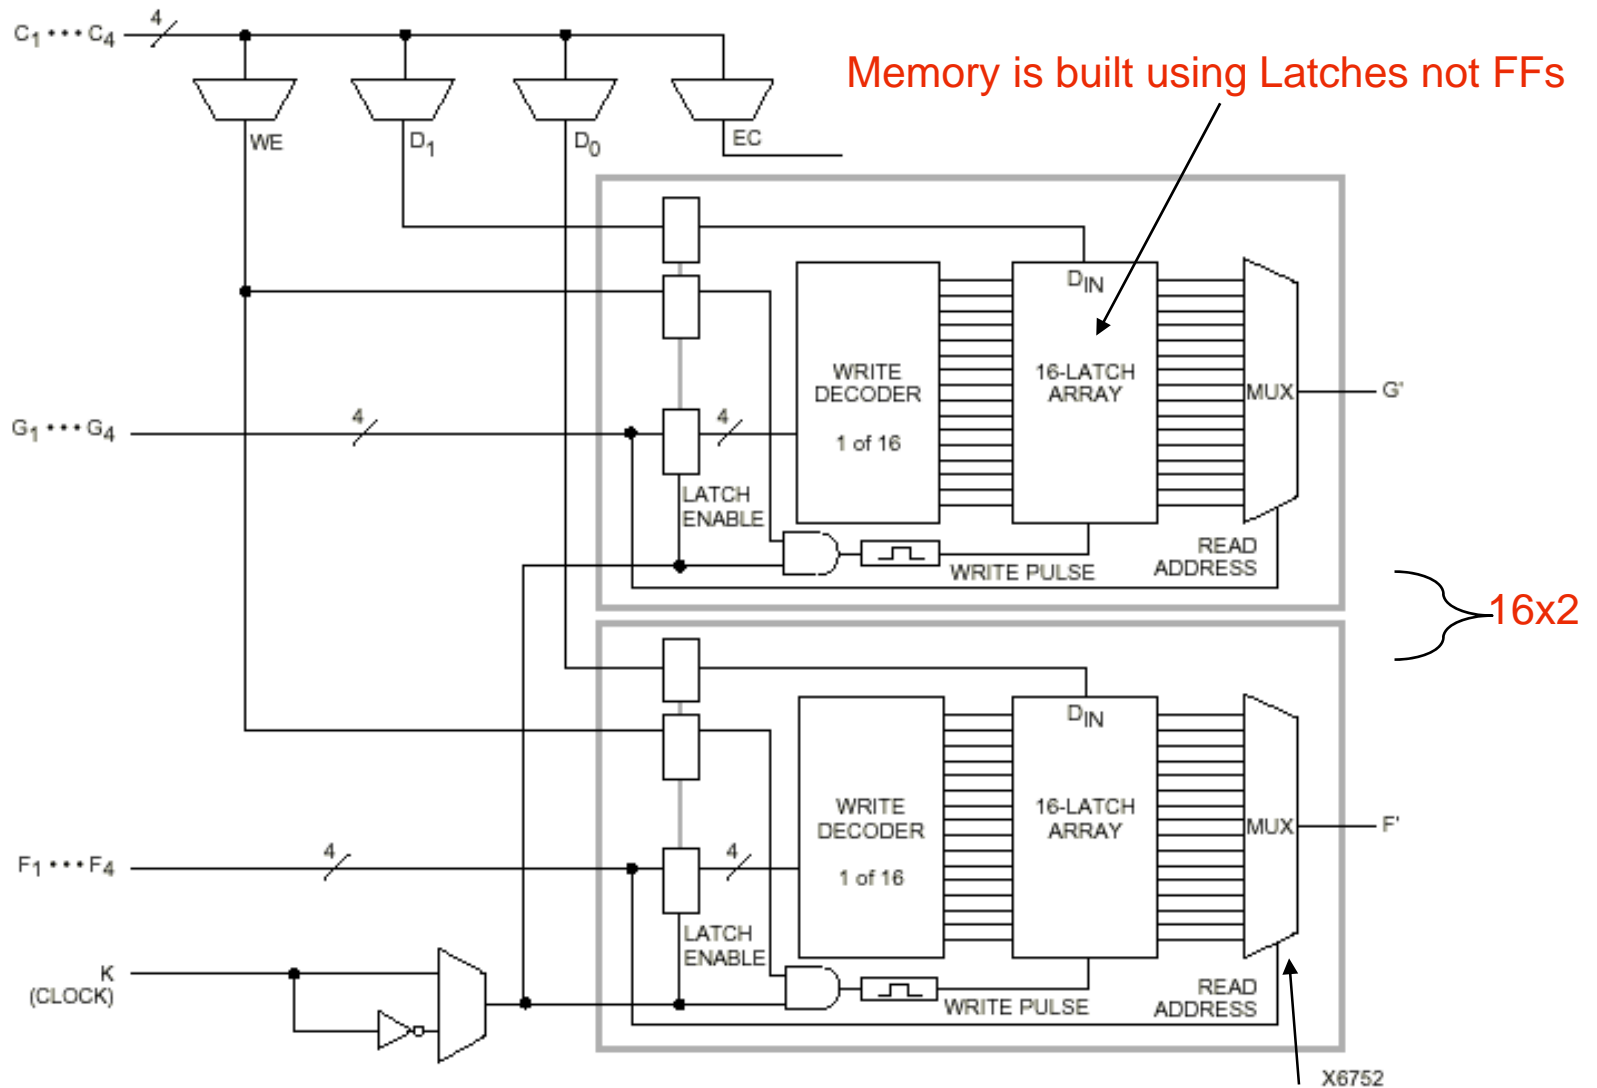 C1 • • • C4
4
Memory is built using Latches not FFs
WE
D1
D0
EC
DIN
WRITE
DECODER
1 of 16
16-LATCH
ARRAY
MUX
G'
G1 • • • G4
4
4
LATCH
ENABLE
WRITE PULSE
READ
ADDRESS
16x2
DIN
WRITE
DECODER
1 of 16
16-LATCH
ARRAY
MUX
F'
F1 • • • F4
4
4
LATCH
ENABLE
K
(CLOCK)
WRITE PULSE
READ
ADDRESS
X6752